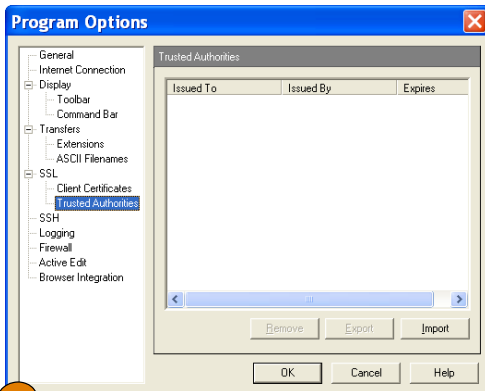 Program Options
General
Internet Connection
Display
Toolbar
Command Bar
Transfers
Extensions
ASCII Filenames
SSL
Client Certificates
Trusted Authorities
SSH
Logging
Firewall
Active Edit
Browser Integration
Trusted Authorities
Issued To Issued By Expires
Remove Export Import
OK Cancel Help